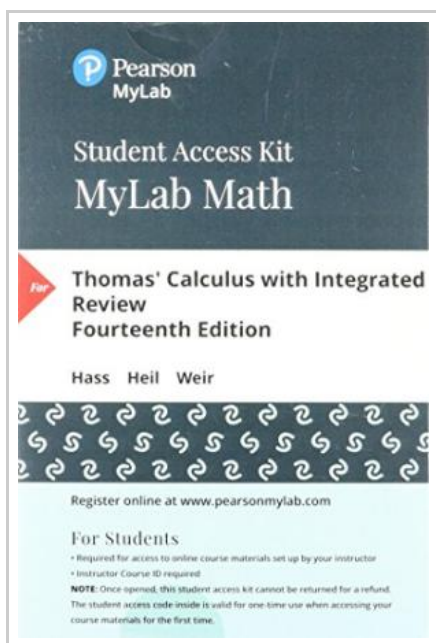 Pearson
MyLab
Student Access Kit
MyLab Math
For
Thomas' Calculus with Integrated
Review
Fourteenth Edition
Hass Heil Weir
Register online at www.pearsonmylab.com
For Students
• Required for access to online course materials set up by your instructor
• Instructor Course ID required
NOTE: Once opened, this student access kit cannot be returned for a refund.
The student access code inside is valid for one-time use when accessing your
course materials for the first time.